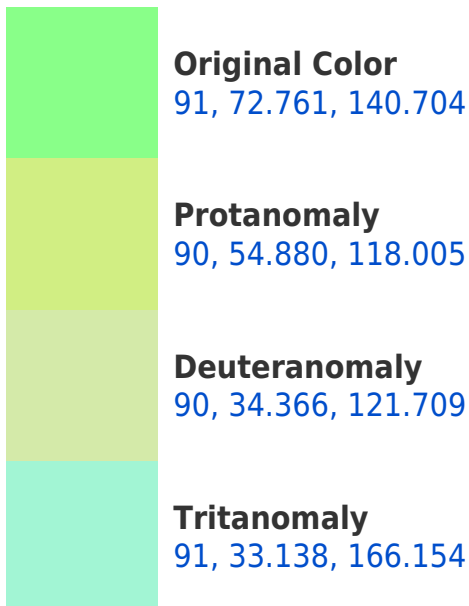 Original Color
91, 72.761, 140.704
Protanomaly
90, 54.880, 118.005
Deuteranomaly
90, 34.366, 121.709
Tritanomaly
91, 33.138, 166.154